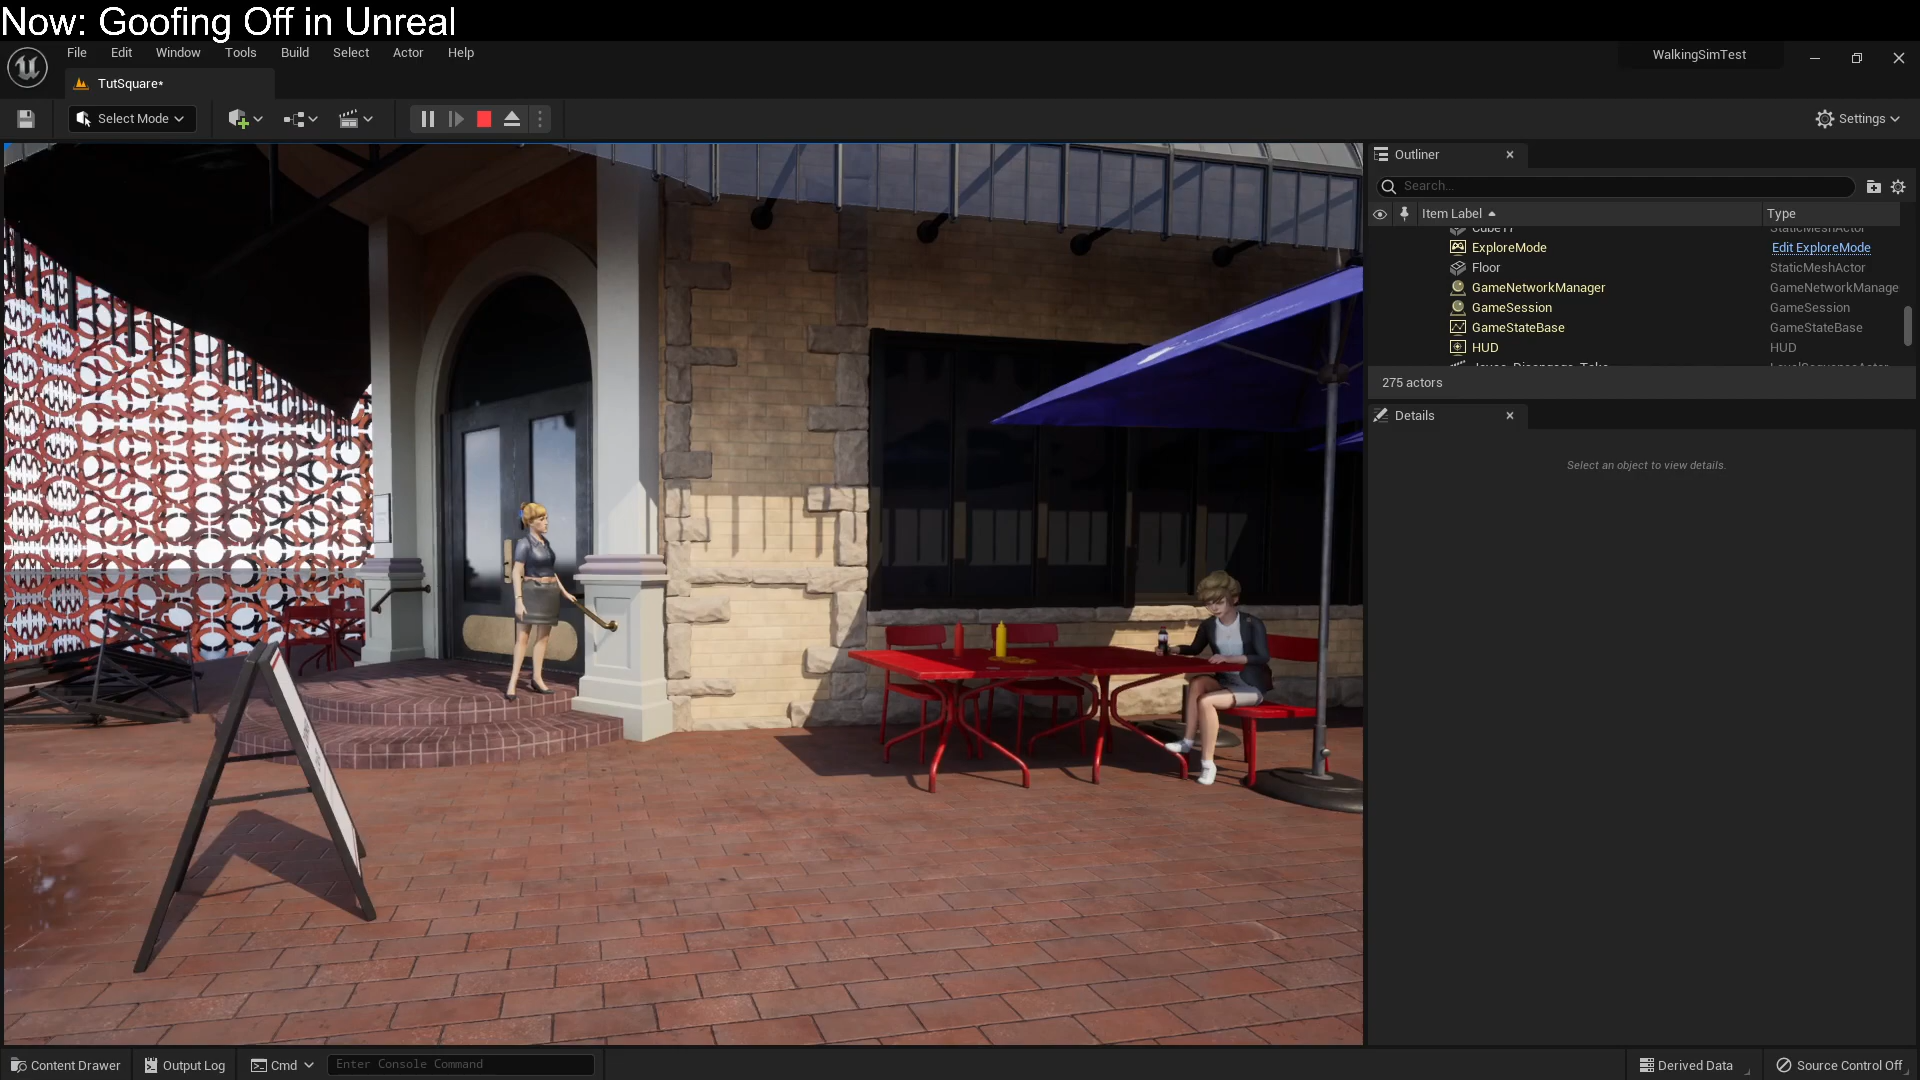 Now: Goofing Off in Unreal
File Edit Window Tools Build Select Actor Help
WalkingSimTest
TutSquare*
Select Mode
Settings
Outliner
Search...
Item Label Type
ExploreMode Edit ExploreMode
Floor StaticMeshActor
GameNetworkManager GameNetworkManage
GameSession GameSession
GameStateBase GameStateBase
HUD HUD
275 actors
Details
Select an object to view details.
Content Drawer Output Log Cmd Enter Console Command Derived Data Source Control Off